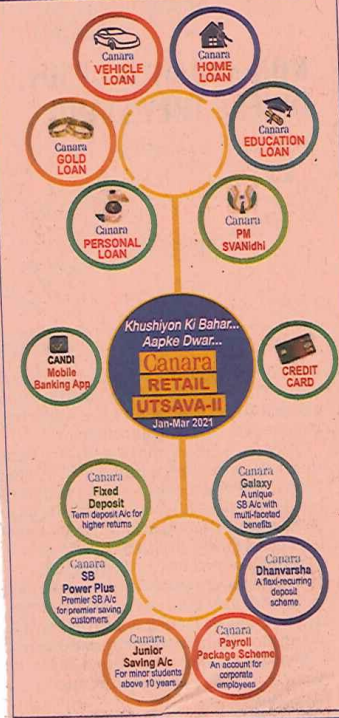 Canara
VEHICLE
LOAN
Canara
HOME
LOAN
Canara
GOLD
LOAN
Canara
EDUCATION
LOAN
Canara
PERSONAL
LOAN
Canara
PM
SVANidhi
CANDI
Mobile
Banking App
Khushiyon Ki Bahar...
Aapke Dwar...
Canara
RETAIL
UTSAVA-II
Jan-Mar 2021
CREDIT
CARD
Canara
Fixed
Deposit
Term deposit A/c for
higher returns
Canara
Galaxy
A unique
SB A/c with
multi-faceted
benefits
Canara
SB
Power Plus
Premier SB A/c
for premier saving
customers
Canara
Dhanvarsha
A flexi-recurring
deposit
scheme
Canara
Junior
Saving A/c
For minor students
above 10 years
Canara
Payroll
Package Scheme
An account for
corporate
employees